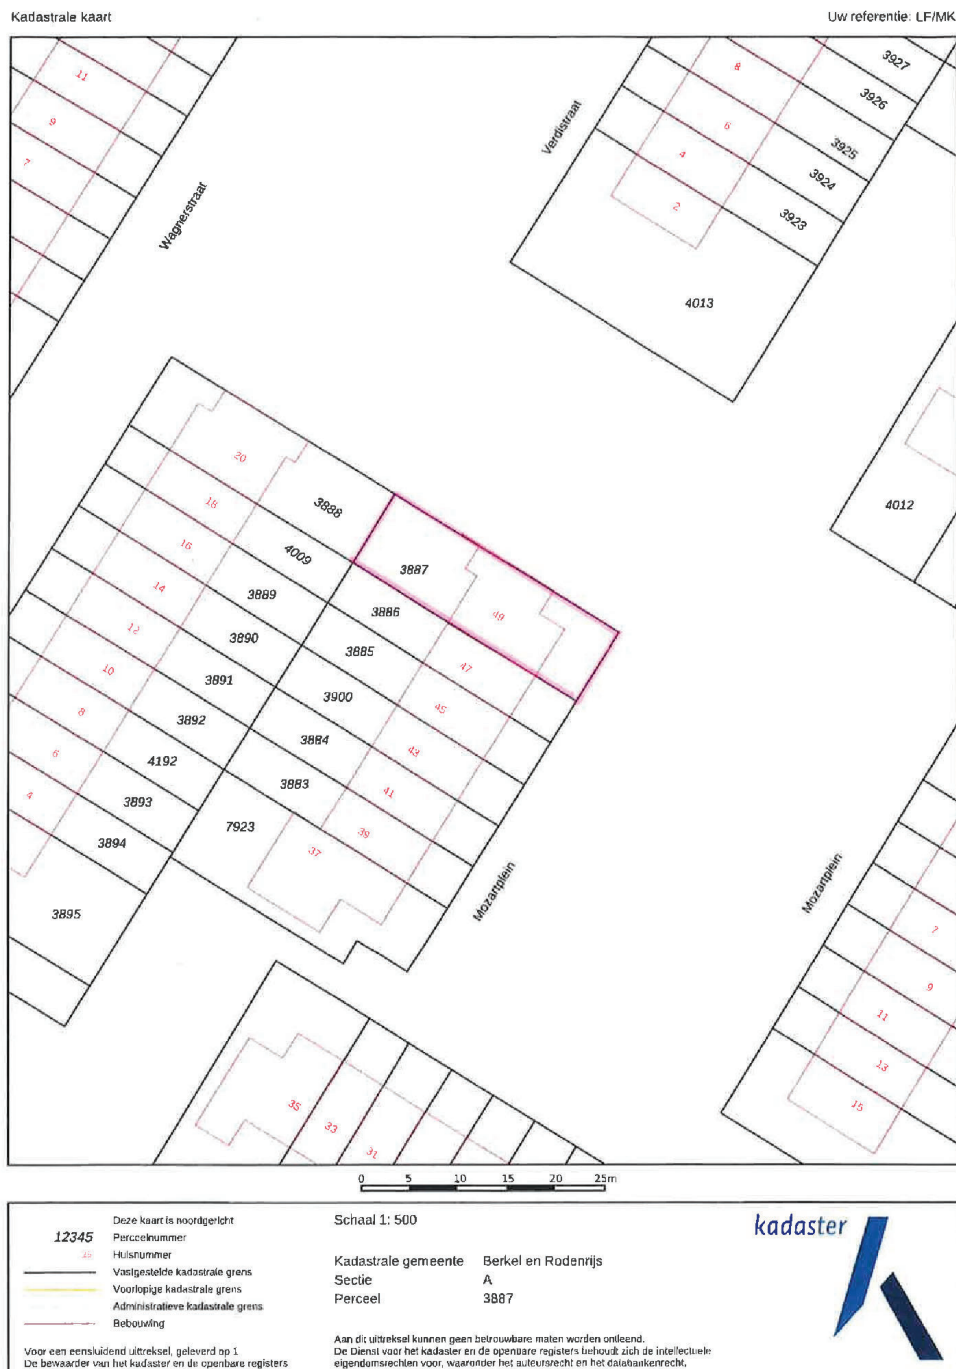 Kadastrale kaart
Uw referentie: LF/MK
3927
8
11
3926
Verdistraat
9
6
3925
4
7
3924
2
3923
Wagnerstraat
4013
20
18
3888
4012
16
4009
3887
14
3889
3886
49
12
3890
3885
47
10
3891
3900
45
8
3892
3884
43
6
4192
3883
41
4
3893
7923
39
3894
37
Mozartplein
Mozartplein
3895
7
9
11
13
35
15
33
31
0 5 10 15 20 25m
Deze kaart is noordgericht
12345 Perceelnummer
Huisnummer
Vastgestelde kadastrale grens
Voorlopige kadastrale grens
Administratieve kadastrale grens
Bebouwing
Voor een eensluidend uittreksel, geleverd op 1
De bewaarder van het kadaster en de openbare registers
Schaal 1: 500
Kadastrale gemeente Berkel en Rodenrijs
Sectie A
Perceel 3887
Aan dit uittreksel kunnen geen betrouwbare maten worden ontleend.
De Dienst voor het kadaster en de openbare registers behoudt zich de intellectuele
eigendomsrechten voor, waaronder het auteursrecht en het databankenrecht.
kadaster